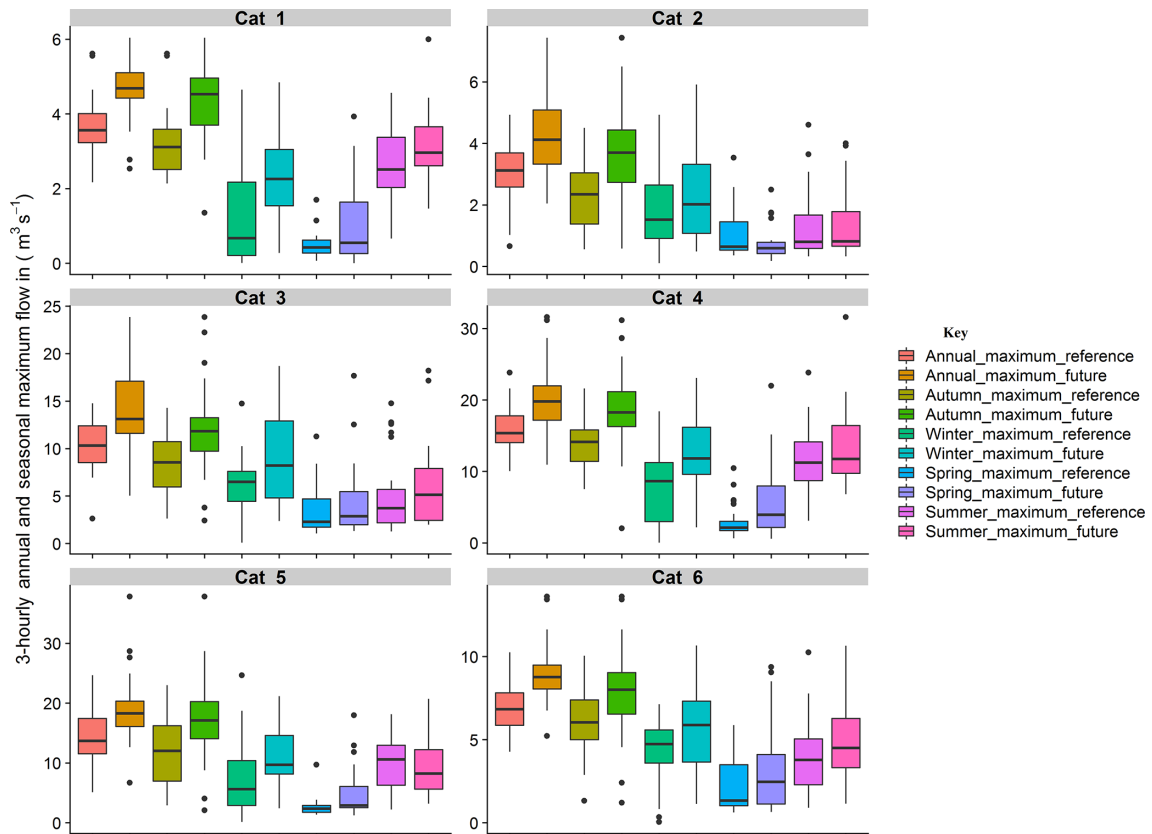 Cat 1
Cat 2
6
4
2
0
6
4
2
0
Cat 3
Cat 4
25
20
15
10
5
0
30
20
10
0
Cat 5
Cat 6
30
20
10
0
10
5
0
3-hourly annual and seasonal maximum flow in ( m³ s⁻¹)
Key
Annual_maximum_reference
Annual_maximum_future
Autumn_maximum_reference
Autumn_maximum_future
Winter_maximum_reference
Winter_maximum_future
Spring_maximum_reference
Spring_maximum_future
Summer_maximum_reference
Summer_maximum_future